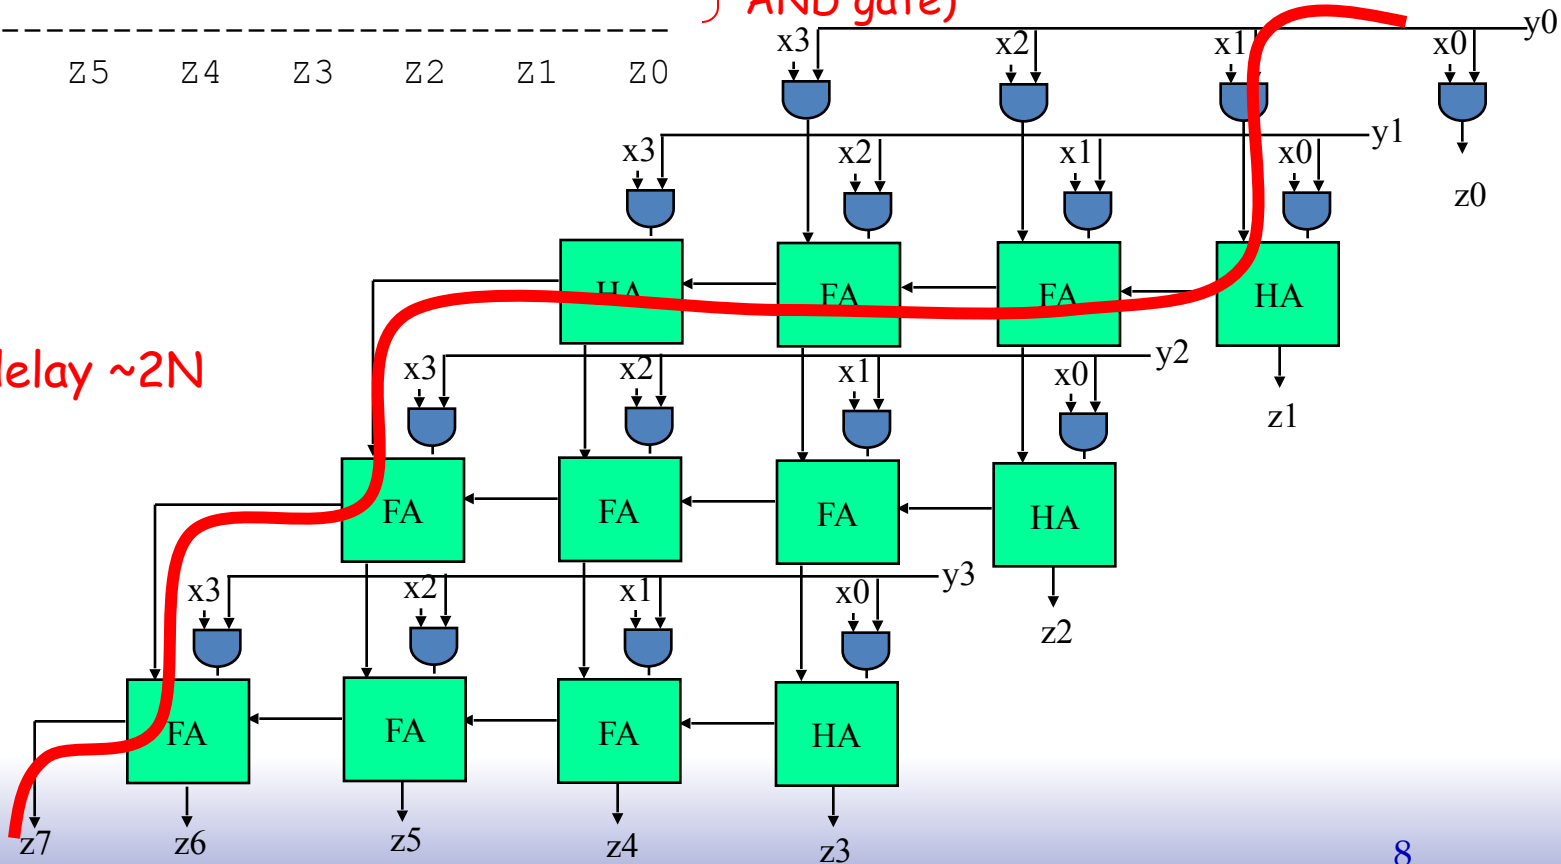 AND gate)
y0
x3 x2 x1 x0
Z5 Z4 Z3 Z2 Z1 Z0
y1
x3 x2 x1 x0
z0
HA FA FA HA
y2
delay ~2N
x3 x2 x1 x0
z1
FA FA FA HA
y3
x3 x2 x1 x0
z2
FA FA FA HA
z7 z6 z5 z4 z3
8